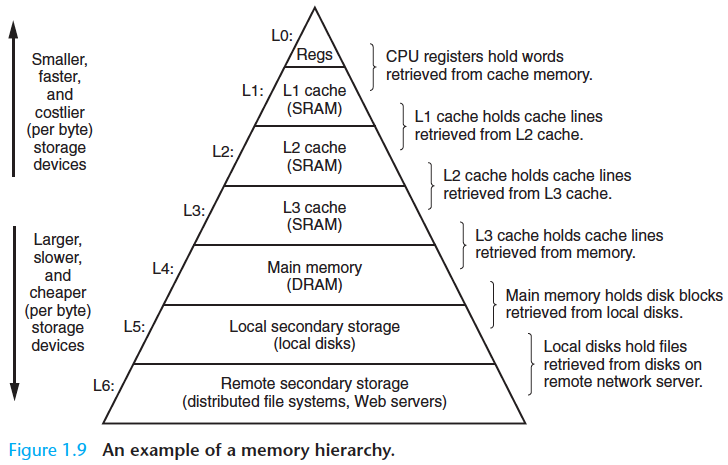 L0:
Regs
CPU registers hold words
retrieved from cache memory.
Smaller,
faster,
and
costlier
(per byte)
storage
devices
L1:
L1 cache
(SRAM)
L1 cache holds cache lines
retrieved from L2 cache.
L2:
L2 cache
(SRAM)
L2 cache holds cache lines
retrieved from L3 cache.
L3:
L3 cache
(SRAM)
L3 cache holds cache lines
retrieved from memory.
Larger,
slower,
and
cheaper
(per byte)
storage
devices
L4:
Main memory
(DRAM)
Main memory holds disk blocks
retrieved from local disks.
L5:
Local secondary storage
(local disks)
Local disks hold files
retrieved from disks on
remote network server.
L6:
Remote secondary storage
(distributed file systems, Web servers)
Figure 1.9 An example of a memory hierarchy.